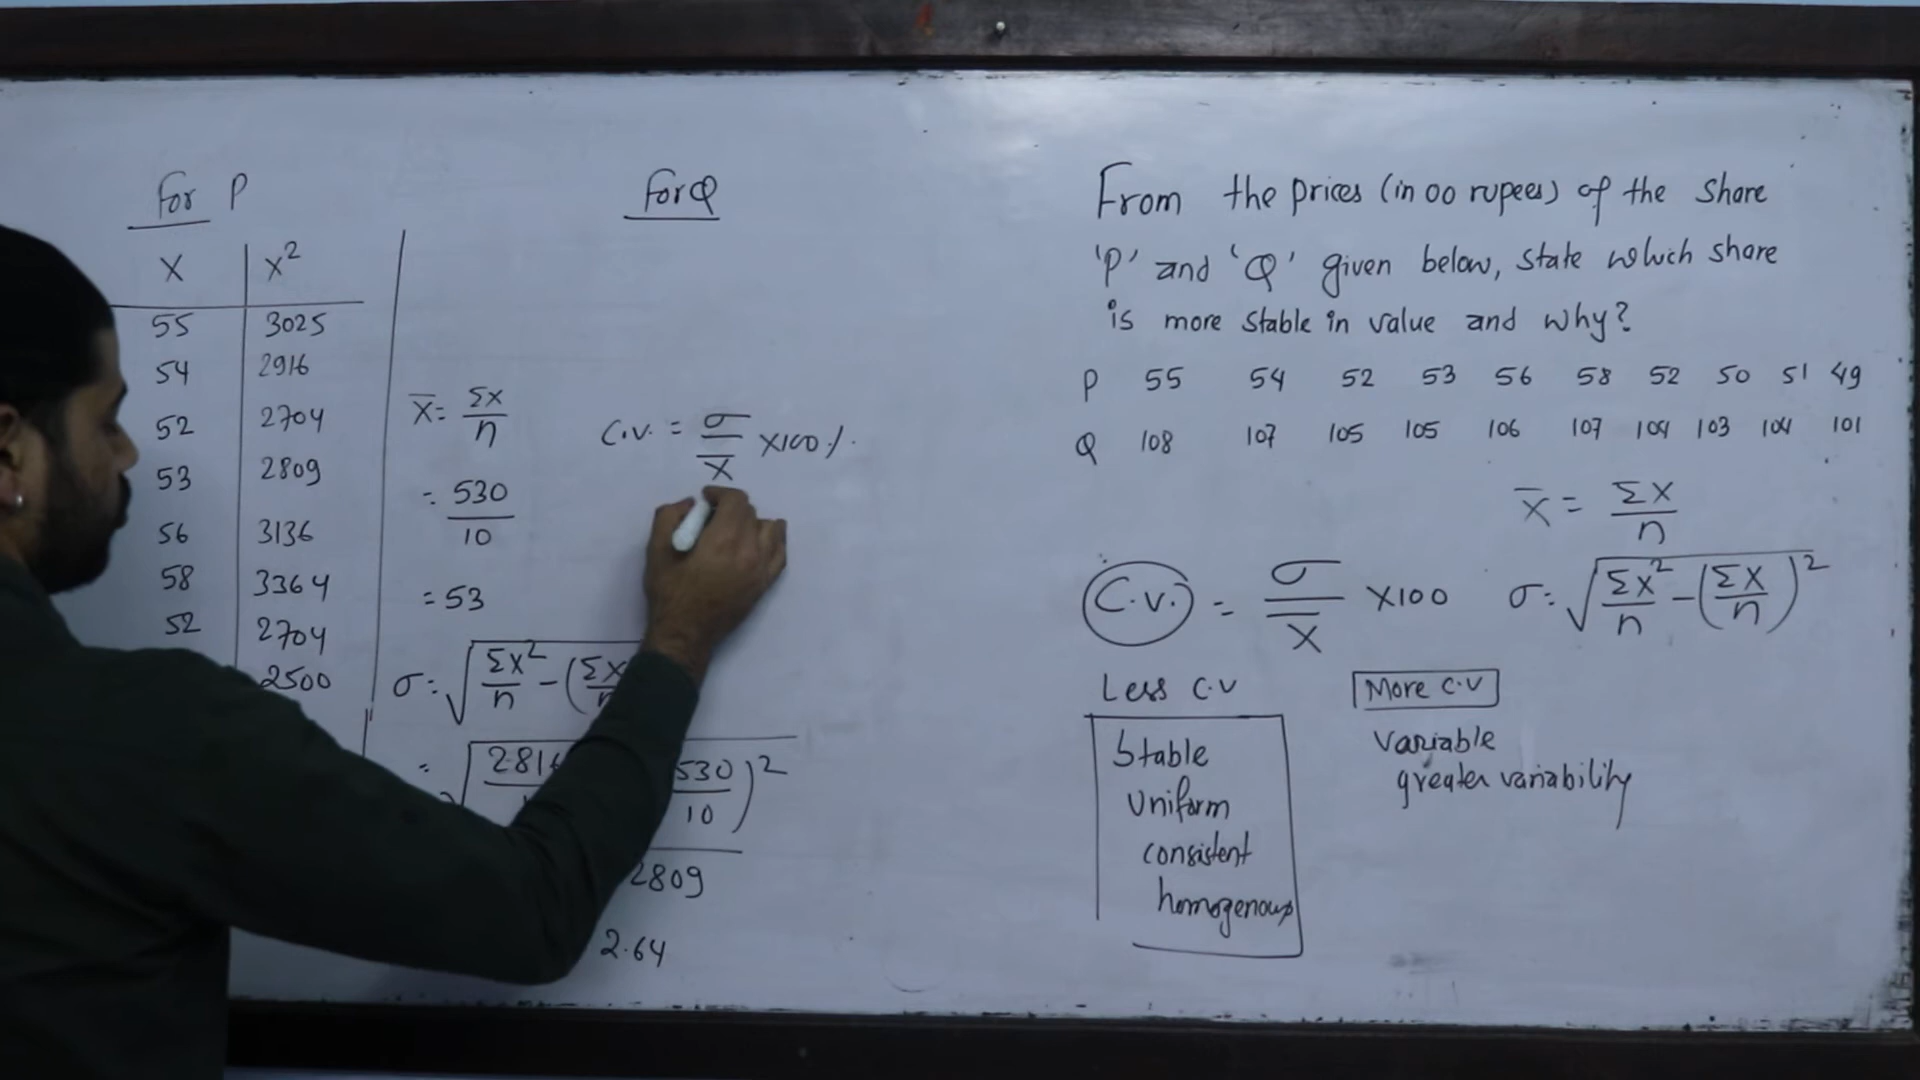 For P
X X²
55 3025
54 2916
52 2704
53 2809
56 3136
58 3364
52 2704
2500
X̄ = ΣX/n
= 530/10
= 53
σ = √ΣX²/n - (ΣX
2809
2.64
530/10)²
For Q
C.V. = σ/X̄ ×100%.
From the prices (in 00 rupees) of the share
'P' and 'Q' given below, state which share
is more stable in value and why?
P 55 54 52 53 56 58 52 50 51 49
Q 108 107 105 105 106 107 104 103 104 101
X̄ = ΣX/n
C.V. = σ/X̄ ×100
σ = √ΣX²/n - (ΣX/n)²
Less C.V
Stable
Uniform
consistent
homogenous
More C.V
Variable
greater variability